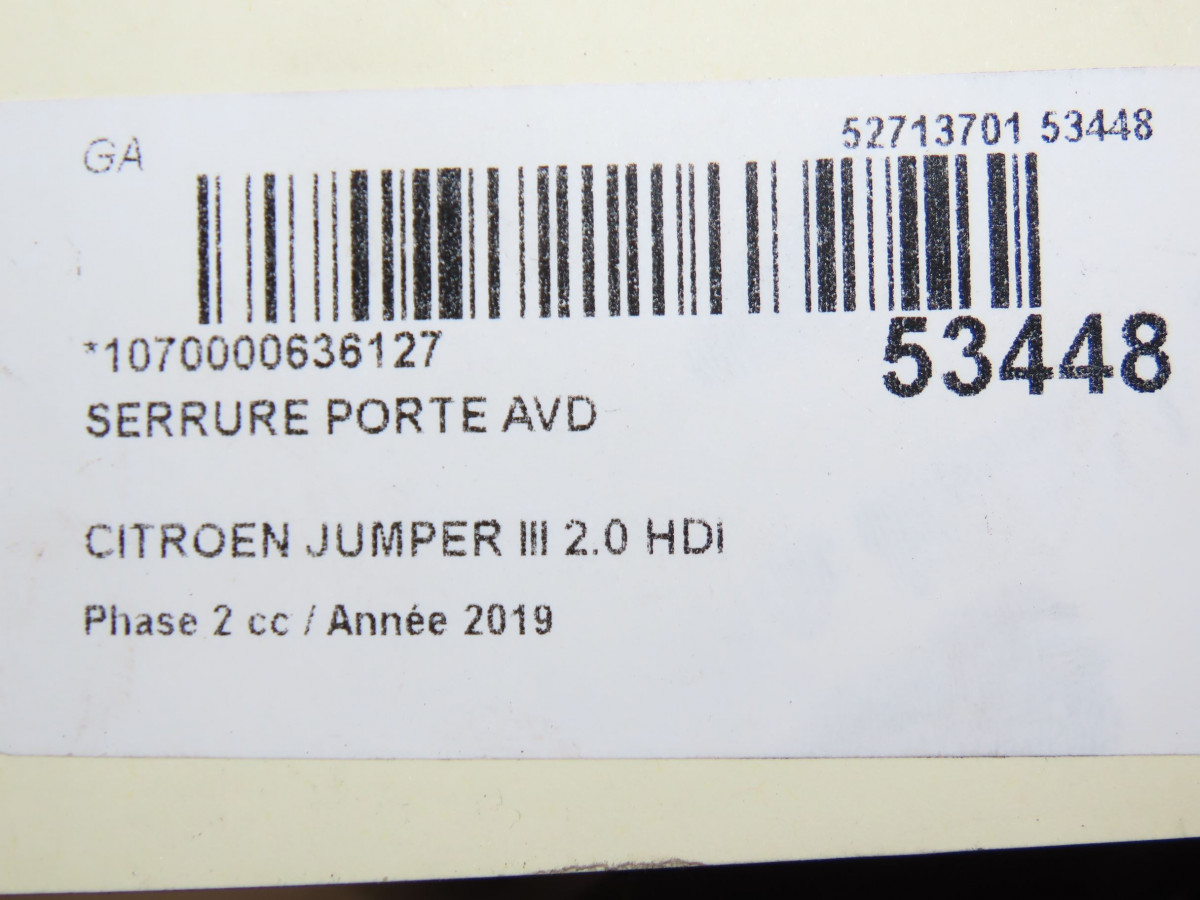 GA
52713701 53448
*1070000636127
53448
SERRURE PORTE AVD
CITROEN JUMPER III 2.0 HDI
Phase 2 cc / Année 2019